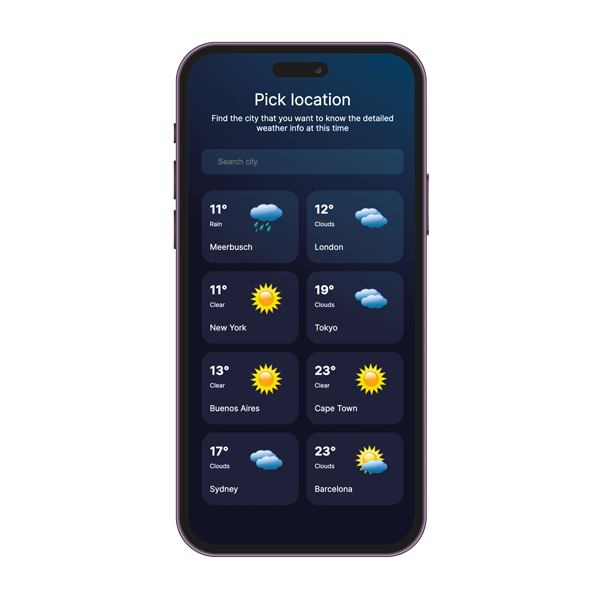 Pick location
Find the city that you want to know the detailed
weather info at this time
Search city
11°
Rain
Meerbusch
12°
Clouds
London
11°
Clear
New York
19°
Clouds
Tokyo
13°
Clear
Buenos Aires
23°
Clear
Cape Town
17°
Clouds
Sydney
23°
Clouds
Barcelona